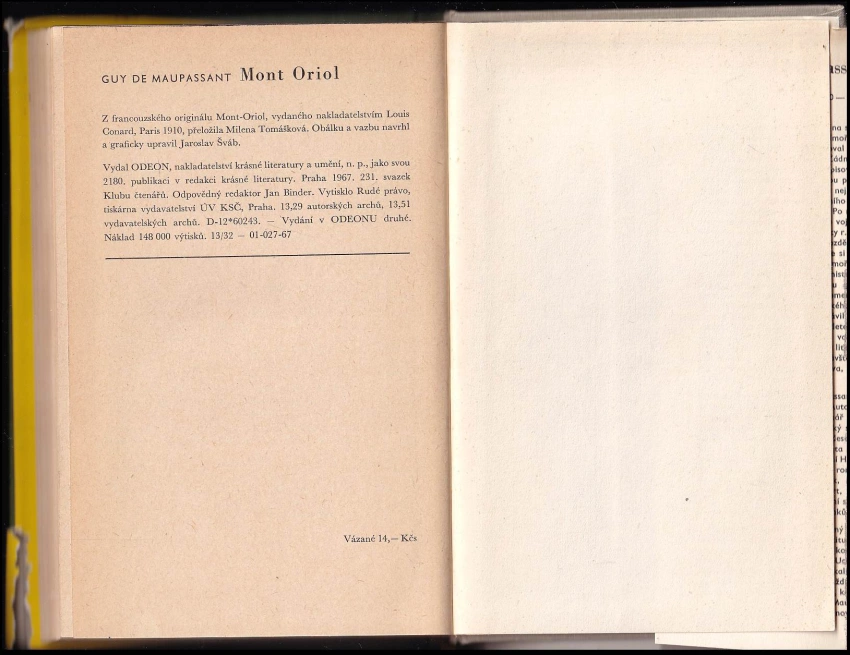 GUY DE MAUPASSANT Mont Oriol
Z francouzského originálu Mont-Oriol, vydaného nakladatelstvím Louis
Conard, Paris 1910, přeložila Milena Tomášková. Obálku a vazbu navrhl
a graficky upravil Jaroslav Šváb.
Vydal ODEON, nakladatelství krásné literatury a umění, n. p., jako svou
2180. publikaci v redakci krásné literatury. Praha 1967. 231. svazek
Klubu čtenářů. Odpovědný redaktor Jan Binder. Vytisklo Rudé právo,
tiskárna vydavatelství ÚV KSČ, Praha. 13,29 autorských archů, 13,51
vydavatelských archů. D-12*60243. — Vydání v ODEONU druhé.
Náklad 148 000 výtisků. 13/32 — 01-027-67
Vázané 14,— Kčs